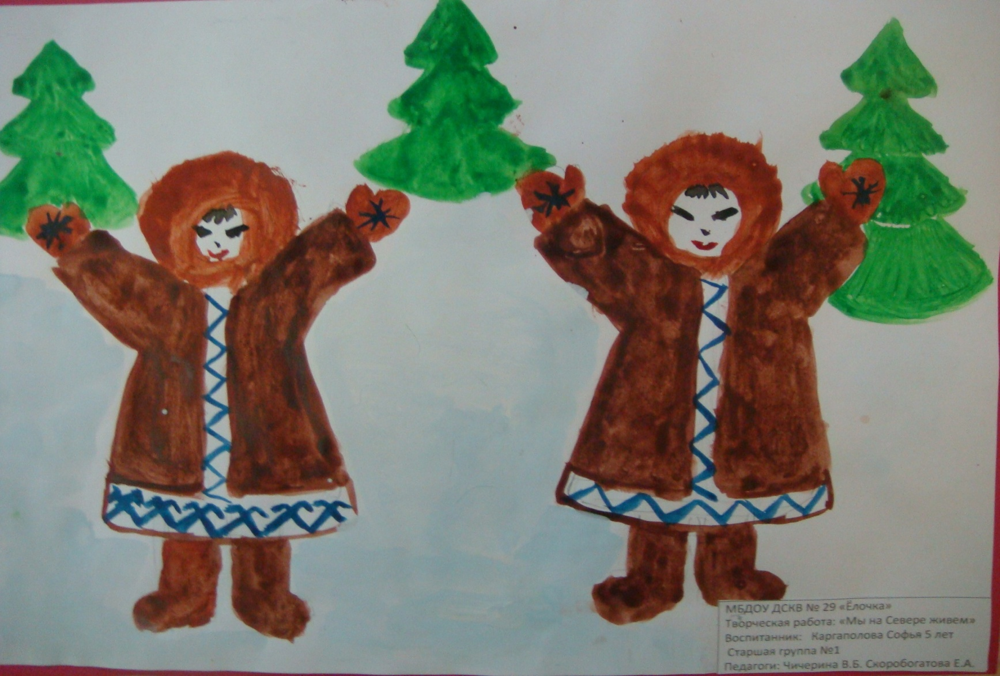 МБДОУ ДСКВ № 29 «Ёлочка»
Творческая работа: «Мы на Севере живем»
Воспитанник: Каргаполова Софья 5 лет
Старшая группа №1
Педагоги: Чичерина В.Б. Скоробогатова Е.А.